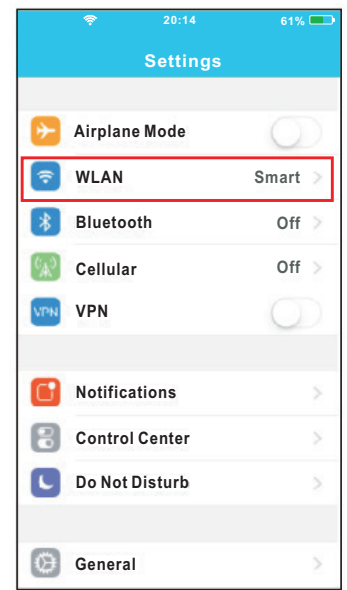 20:14 61%
Settings
Airplane Mode
WLAN Smart
Bluetooth Off
Cellular Off
VPN VPN
Notifications
Control Center
Do Not Disturb
General